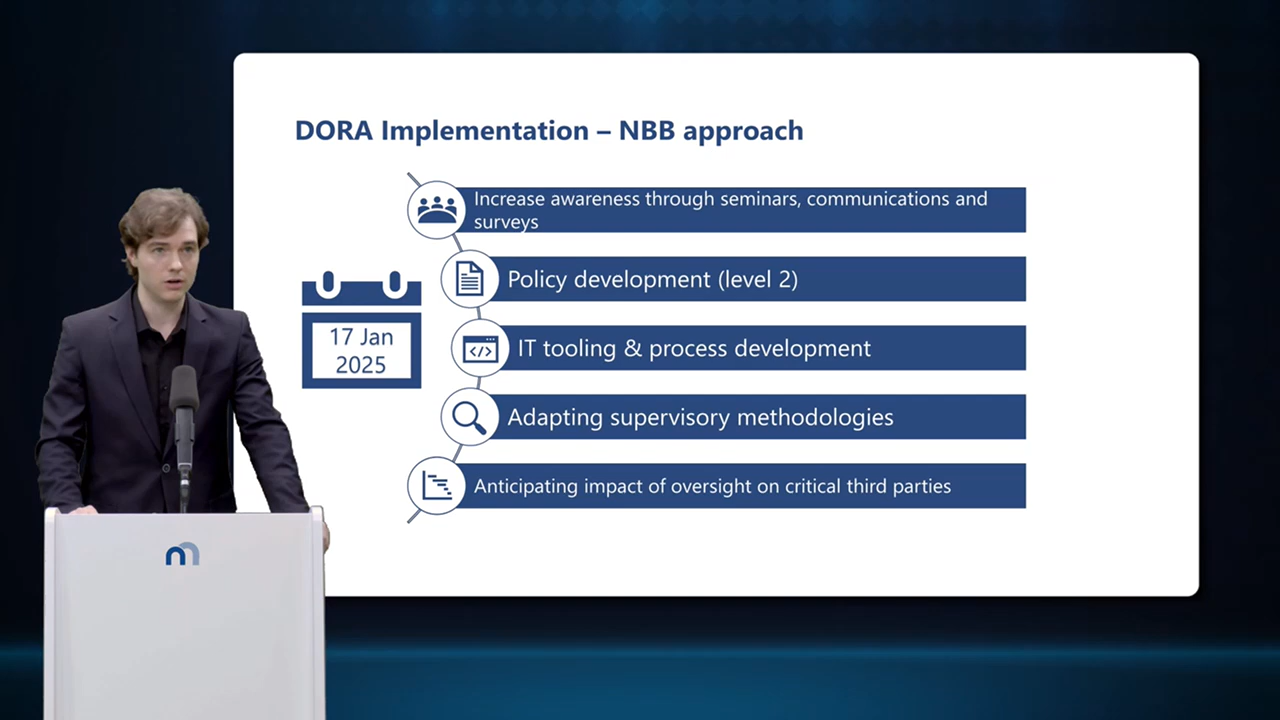 DORA Implementation – NBB approach
Increase awareness through seminars, communications and
surveys
Policy development (level 2)
17 Jan
2025
IT tooling & process development
Adapting supervisory methodologies
Anticipating impact of oversight on critical third parties